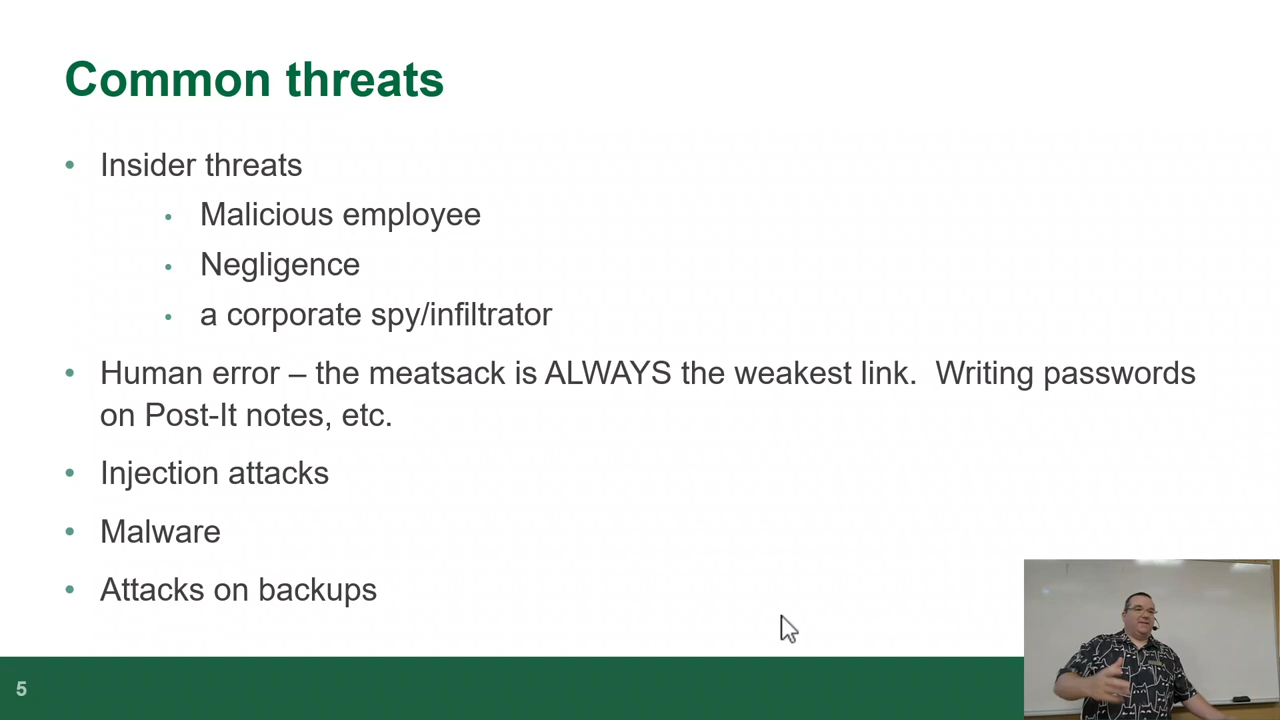 Common threats
• Insider threats
• Malicious employee
• Negligence
• a corporate spy/infiltrator
• Human error – the meatsack is ALWAYS the weakest link.  Writing passwords
on Post-It notes, etc.
• Injection attacks
• Malware
• Attacks on backups
5